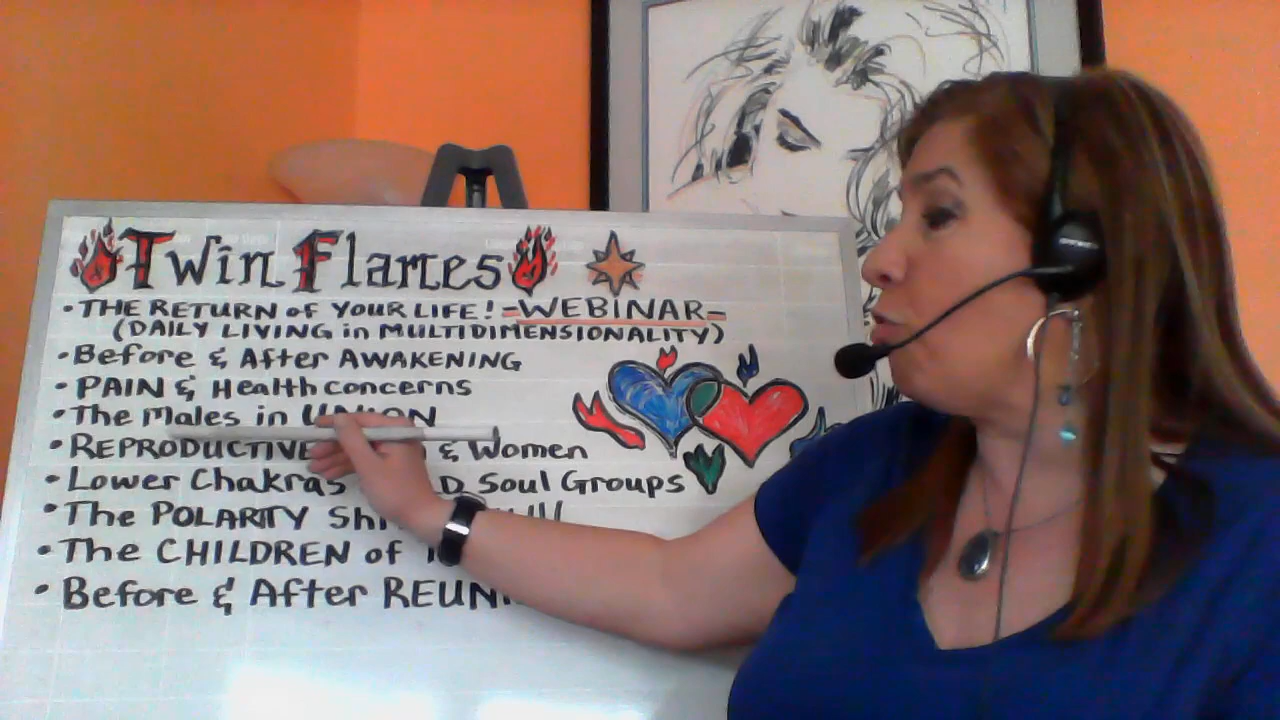 Twin Flames
• THE RETURN of YOUR LIFE! -WEBINAR-
(DAILY LIVING in MULTIDIMENSIONALITY)
• Before & After AWAKENING
• PAIN & Health concerns
• The Males in UNION
• REPRODUCTIVE & Women
• Lower Chakras Soul Groups
• The POLARITY
• The CHILDREN of
• Before & After